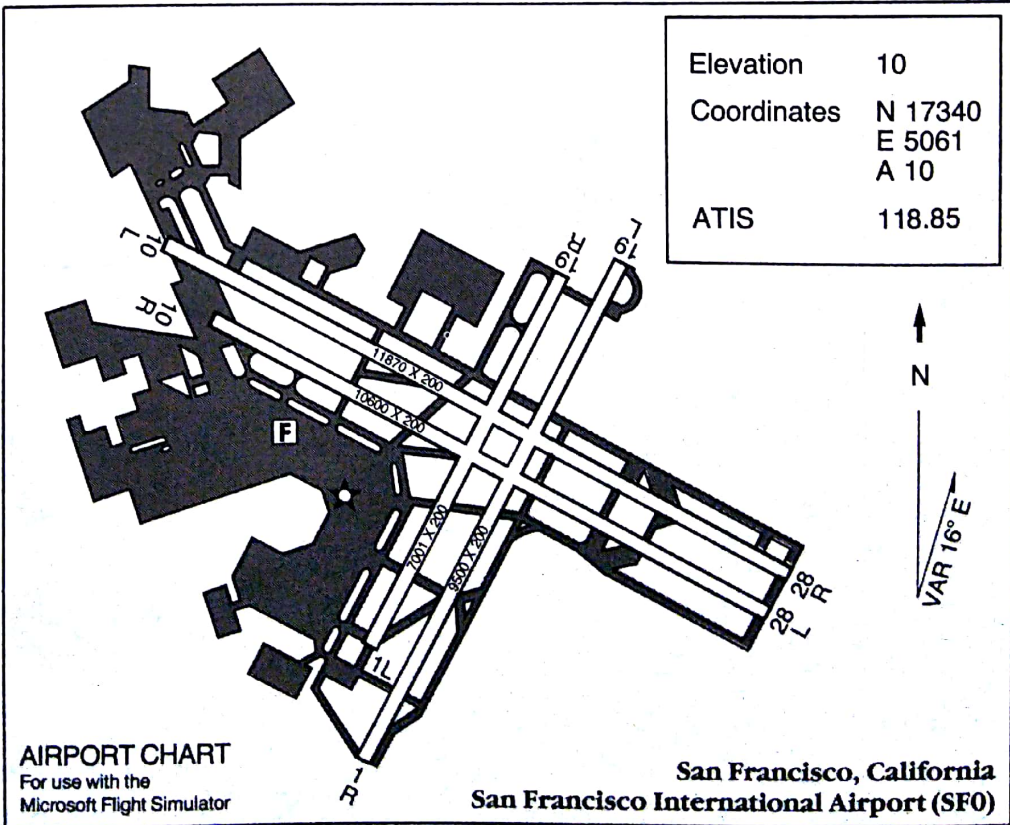 Elevation 10
Coordinates N 17340
E 5061
A 10
ATIS 118.85
10
L
10
R
19
R
19
L
11870 X 200
10600 X 200
F
N
7001 X 200
9500 X 200
VAR 16° E
28
R
28
L
1L
1
R
AIRPORT CHART
For use with the
Microsoft Flight Simulator
San Francisco, California
San Francisco International Airport (SFO)